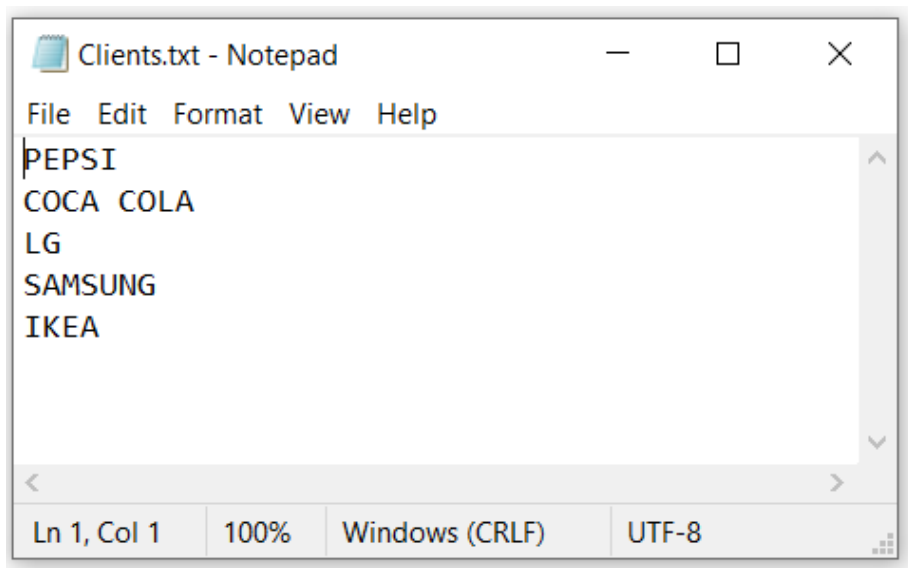 Clients.txt - Notepad
File Edit Format View Help
PEPSI
COCA COLA
LG
SAMSUNG
IKEA
Ln 1, Col 1 100% Windows (CRLF) UTF-8